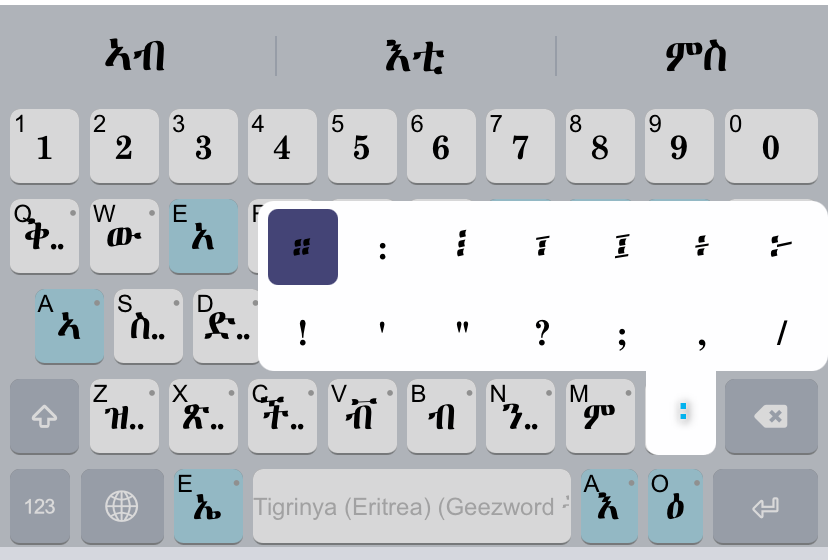 ኣብ እቲ ምስ
1 1 2 2 3 3 4 4 5 5 6 6 7 7 8 8 9 9 0 0
Q ቅ.. W ው E አ
። : ፧ ፣ ፤ ÷ ፦
A ኣ S ስ.. D ድ..
! ' " ? ; , /
Z ዝ.. X ጽ.. C ች.. V ቭ B ብ N ን.. M ም ፡
123 E ኤ Tigrinya (Eritrea) (Geezword A እ O ዕ